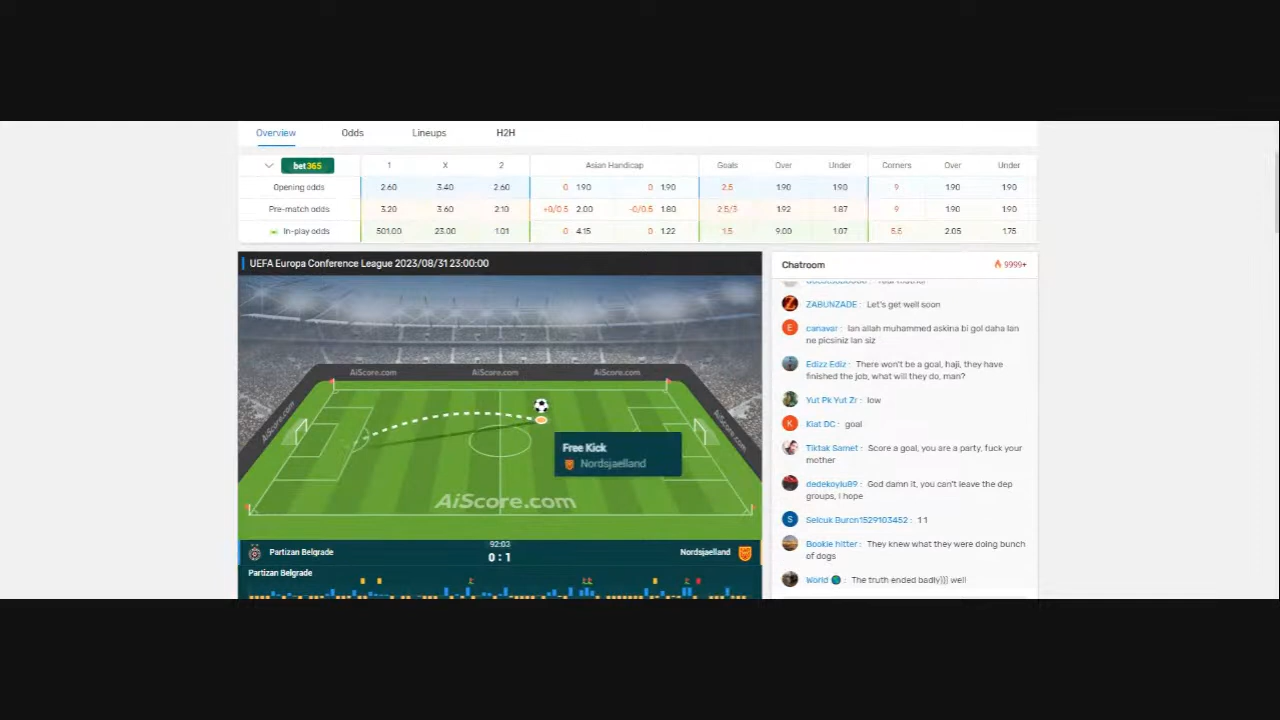 Overview Odds Lineups H2H
bet365 1 X 2 Asian Handicap Goals Over Under Corners Over Under
Opening odds 2.60 3.40 2.60 0 1.90 0 1.90 2.5 1.90 1.90 9 1.90 1.90
Pre-match odds 3.20 3.60 2.10 +0/0.5 2.00 -0/0.5 1.80 2.5/3 1.92 1.87 9 1.90 1.90
In-play odds 501.00 23.00 1.01 0 4.15 0 1.22 1.5 9.00 1.07 5.5 2.05 1.75
UEFA Europa Conference League 2023/08/31 23:00:00
AiScore.com AiScore.com AiScore.com
AiScore.com
AiScore.com
Free Kick
Nordsjaelland
AiScore.com
92:03
Partizan Belgrade 0 : 1 Nordsjaelland
Partizan Belgrade
Chatroom 9999+
ZABUNZADE : Let's get well soon
canavar : lan allah muhammed askina bi gol daha lan
ne picsiniz lan siz
Edizz Ediz : There won't be a goal, haji, they have
finished the job, what will they do, man?
Yut Pk Yut Zr : low
Kiat DC : goal
Tiktak Samet : Score a goal, you are a party, fuck your
mother
dedekoylu89 : God damn it, you can't leave the dep
groups, I hope
Selcuk Burcn1529103452 : 1 1
Bookie hitter : They knew what they were doing bunch
of dogs
World : The truth ended badly))) well